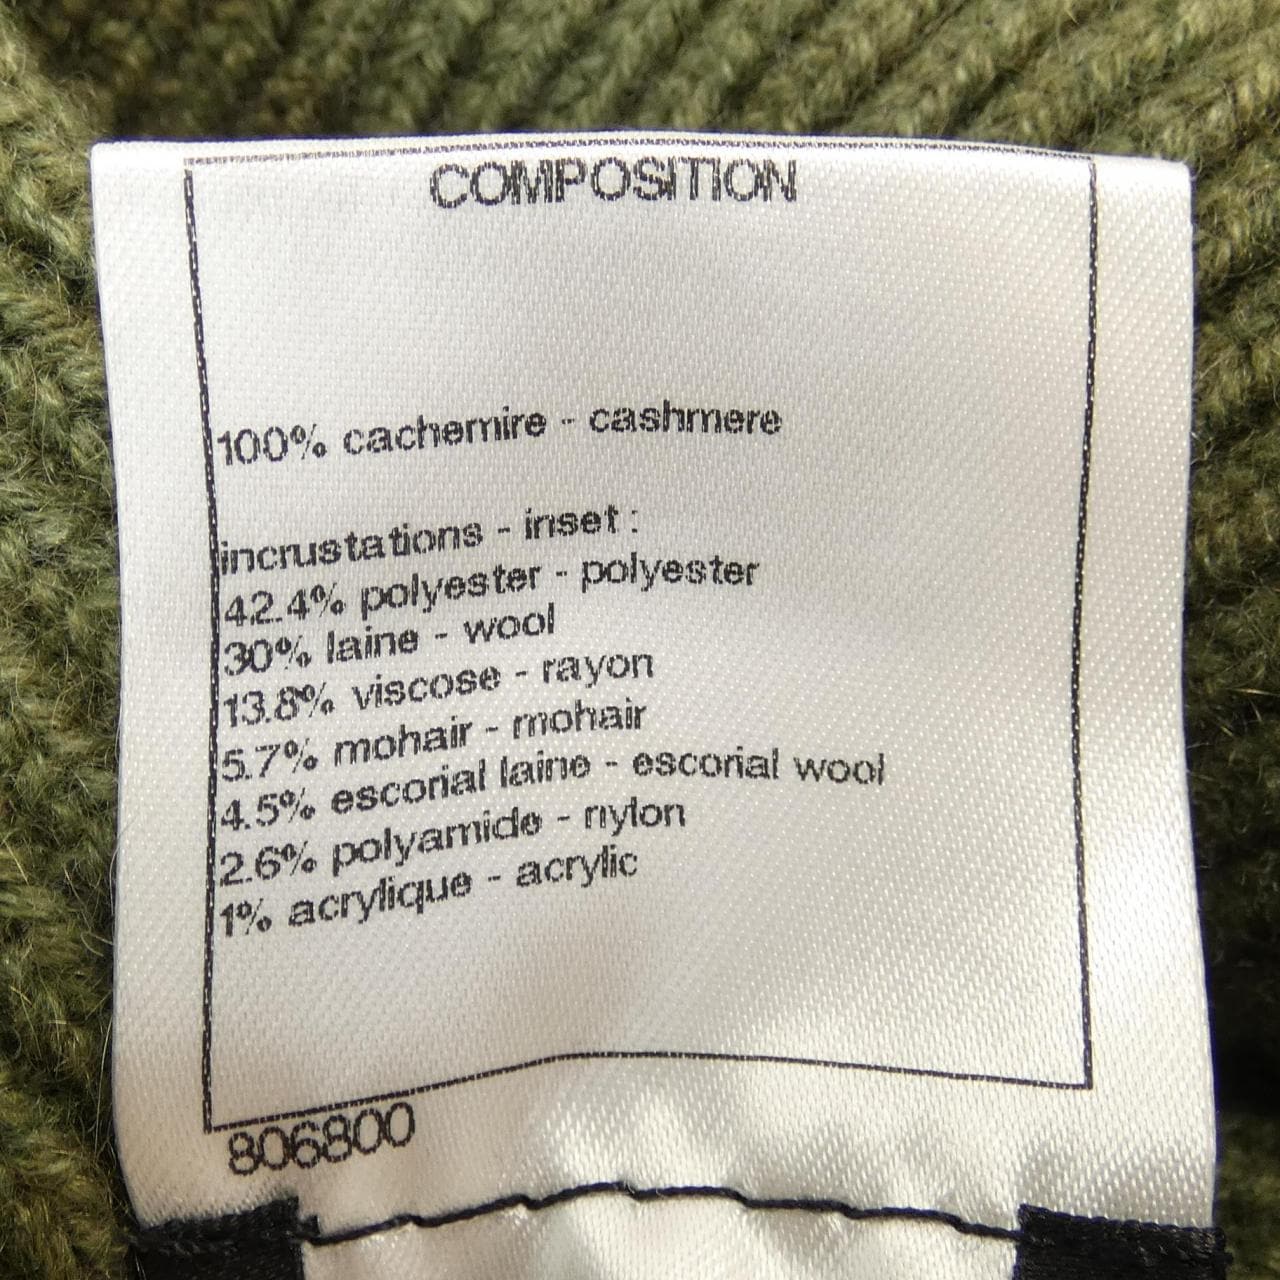 COMPOSITION
100% cachemire - cashmere
incrustations - inset :
42.4% polyester - polyester
30% laine - wool
13.8% viscose - rayon
5.7% mohair - mohair
4.5% escorial laine - escorial wool
2.6% polyamide - nylon
1% acrylique - acrylic
806800